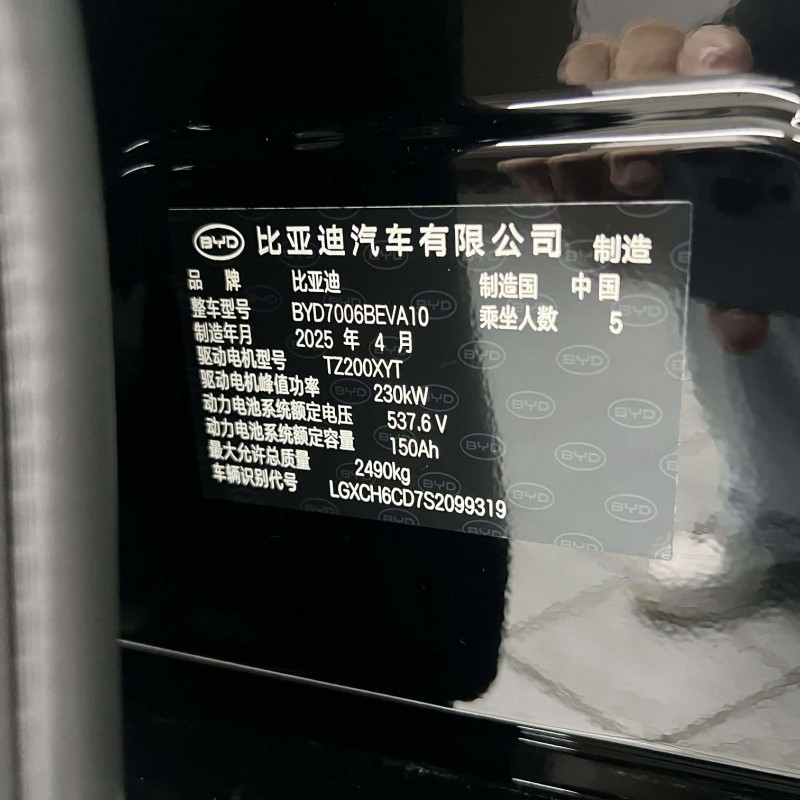 BYD 比亚迪汽车有限公司 制造
品 牌 比亚迪 制造国 中国
整车型号 BYD7006BEVA10 乘坐人数 5
制造年月 2025 年 4 月
驱动电机型号 TZ200XYT
驱动电机峰值功率 230kW
动力电池系统额定电压 537.6 V
动力电池系统额定容量 150Ah
最大允许总质量 2490kg
车辆识别代号 LGXCH6CD7S2099319